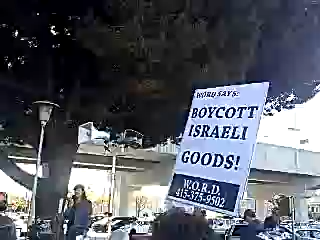 WORD SAYS:
BOYCOTT
ISRAELI
GOODS!
W.O.R.D.
415-375-9502